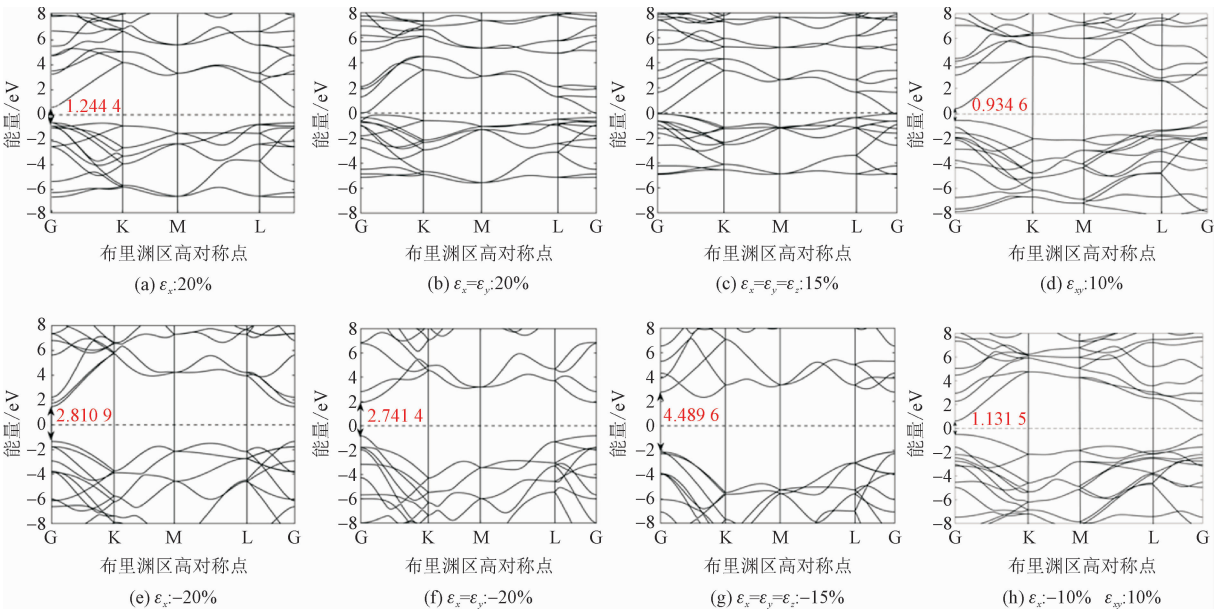 8
6
4
2
0
−2
−4
−6
−8
能量/eV
1.244 4
G K M L
布里渊区高对称点
(a) εx:20%
8
6
4
2
0
−2
−4
−6
−8
能量/eV
G K M L G
布里渊区高对称点
(b) εx=εy:20%
8
6
4
2
0
−2
−4
−6
−8
能量/eV
G K M L G
布里渊区高对称点
(c) εx=εy=εz:15%
8
6
4
2
0
−2
−4
−6
−8
能量/eV
0.934 6
G K M L G
布里渊区高对称点
(d) εxy:10%
8
6
4
2
0
−2
−4
−6
−8
能量/eV
2.810 9
G K M L G
布里渊区高对称点
(e) εx:−20%
8
6
4
2
0
−2
−4
−6
−8
能量/eV
2.741 4
G K M L G
布里渊区高对称点
(f) εx=εy:−20%
8
6
4
2
0
−2
−4
−6
−8
能量/eV
4.489 6
G K M L G
布里渊区高对称点
(g) εx=εy=εz:−15%
8
6
4
2
0
−2
−4
−6
−8
能量/eV
1.131 5
G K M L G
布里渊区高对称点
(h) εx:−10% εxy:10%